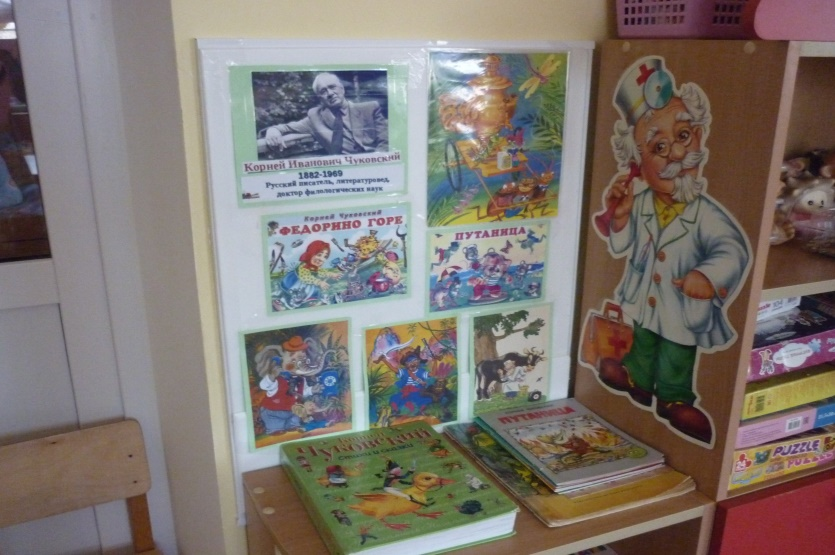 Корней Иванович Чуковский
1882-1969
Русский писатель, литературовед,
доктор филологических наук
Корней Чуковский
ФЕДОРИНО ГОРЕ
ПУТАНИЦА
Чуковский
ПУТАНИЦА
PUZZLE
PUZZLE